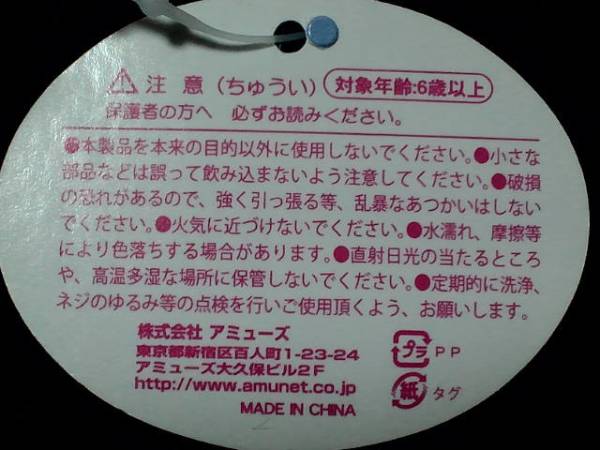 ⚠ 注意（ちゅうい） 対象年齢:6歳以上
保護者の方へ 必ずお読みください。
●本製品を本来の目的以外に使用しないでください。●小さな
部品などは誤って飲み込まないよう注意してください。●破損
の恐れがあるので、強く引っ張る等、乱暴なあつかいはしない
でください。●火気に近づけないでください。●水濡れ、摩擦等
により色落ちする場合があります。●直射日光の当たるところ
や、高温多湿な場所に保管しないでください。●定期的に洗浄、
ネジのゆるみ等の点検を行いご使用頂くよう、お願いします。
株式会社 アミューズ
東京都新宿区百人町1-23-24
アミューズ大久保ビル2F
http://www.amunet.co.jp
MADE IN CHINA
プラ PP
紙 タグ